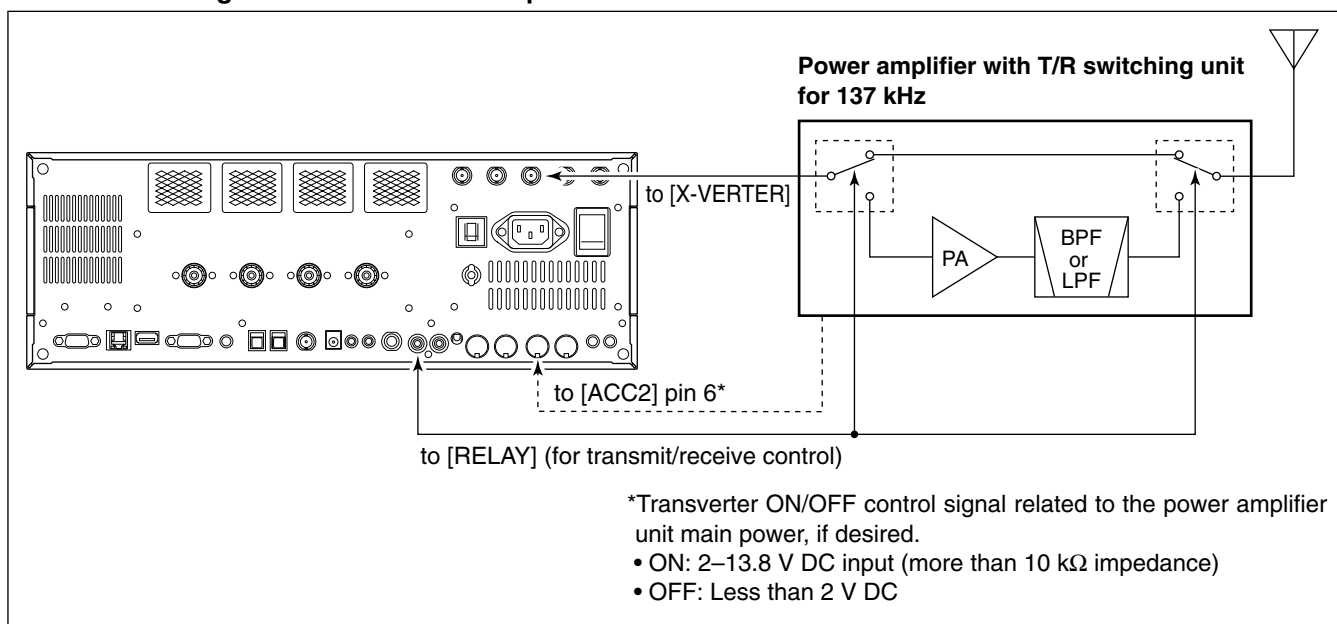 Power amplifier with T/R switching unit
for 137 kHz
to [X-VERTER]
PA
BPF
or
LPF
to [ACC2] pin 6*
to [RELAY] (for transmit/receive control)
*Transverter ON/OFF control signal related to the power amplifier
unit main power, if desired.
• ON: 2–13.8 V DC input (more than 10 kΩ impedance)
• OFF: Less than 2 V DC